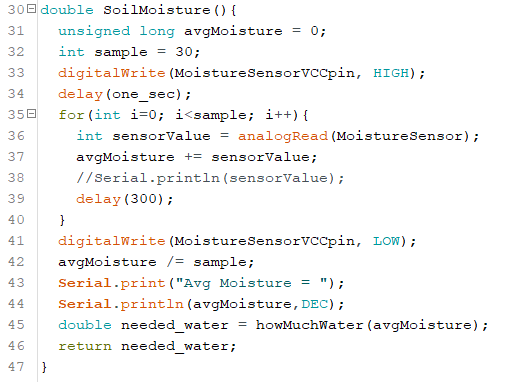 30 double SoilMoisture(){
31   unsigned long avgMoisture = 0;
32   int sample = 30;
33   digitalWrite(MoistureSensorVCCpin, HIGH);
34   delay(one_sec);
35   for(int i=0; i<sample; i++){
36     int sensorValue = analogRead(MoistureSensor);
37     avgMoisture += sensorValue;
38     //Serial.println(sensorValue);
39     delay(300);
40   }
41   digitalWrite(MoistureSensorVCCpin, LOW);
42   avgMoisture /= sample;
43   Serial.print("Avg Moisture = ");
44   Serial.println(avgMoisture,DEC);
45   double needed_water = howMuchWater(avgMoisture);
46   return needed_water;
47 }